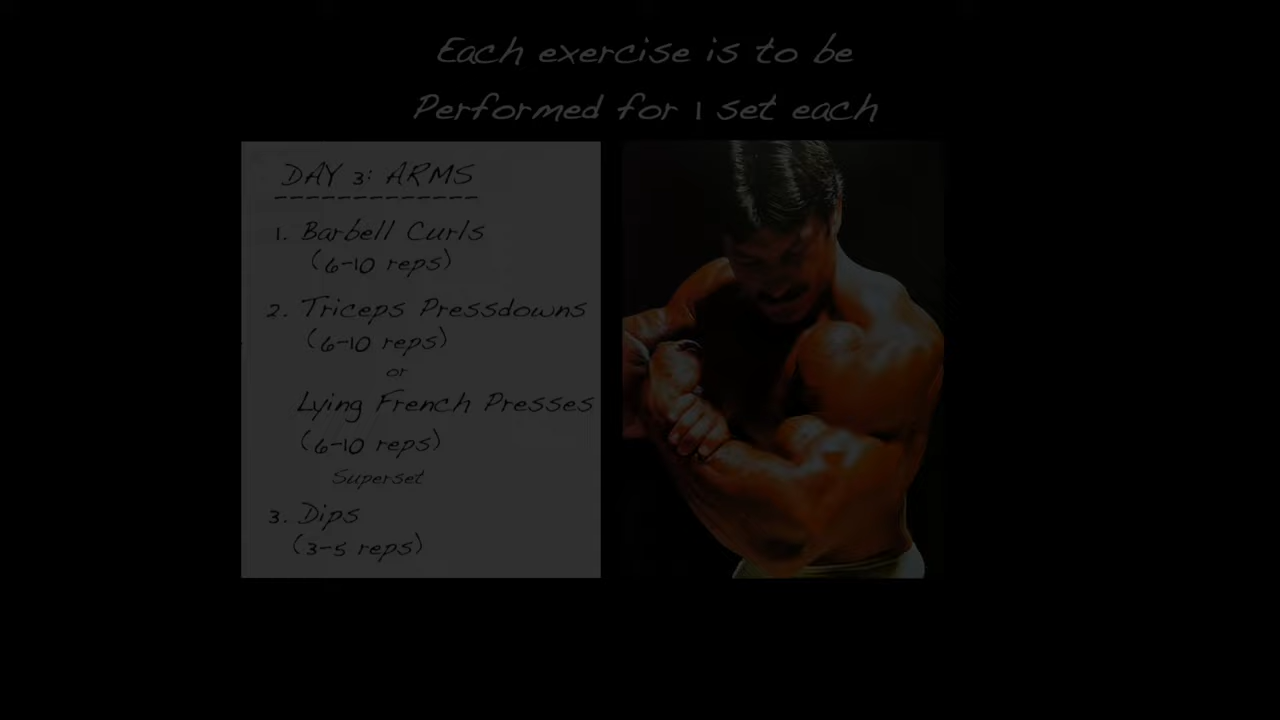 Each exercise is to be
Performed for 1 set each
DAY 3: ARMS
-------------
1. Barbell Curls
(6-10 reps)
2. Triceps Pressdowns
(6-10 reps)
or
Lying French Presses
(6-10 reps)
Superset
3. Dips
(3-5 reps)